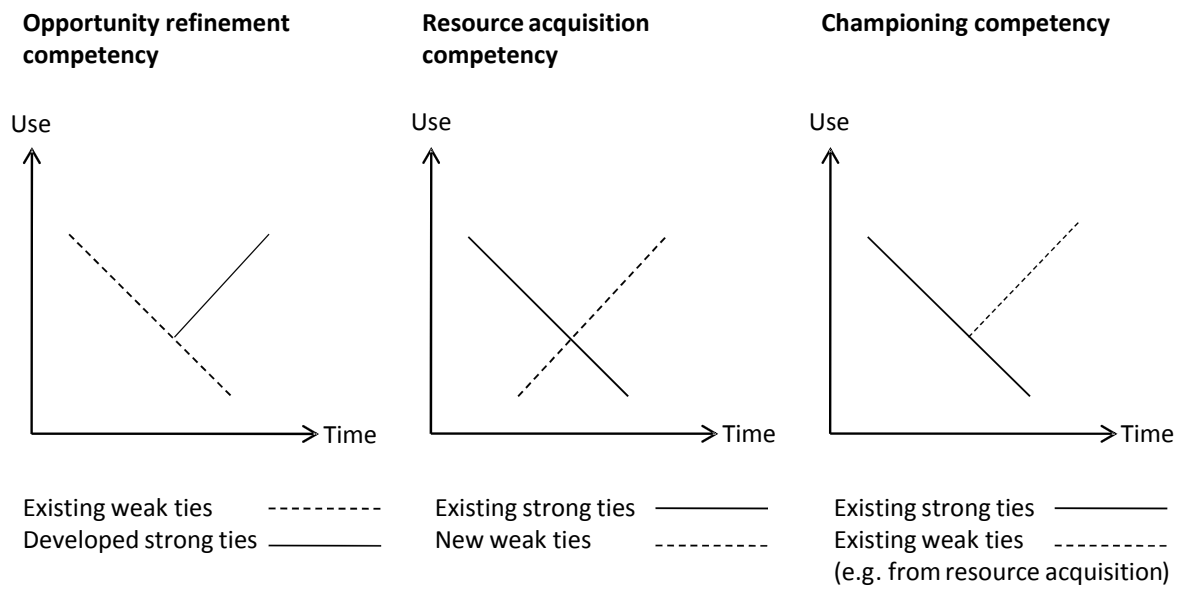 Opportunity refinement
competency
Resource acquisition
competency
Championing competency
Use
Use
Use
Time
Time
Time
Existing weak ties
Developed strong ties
Existing strong ties
New weak ties
Existing strong ties
Existing weak ties
(e.g. from resource acquisition)